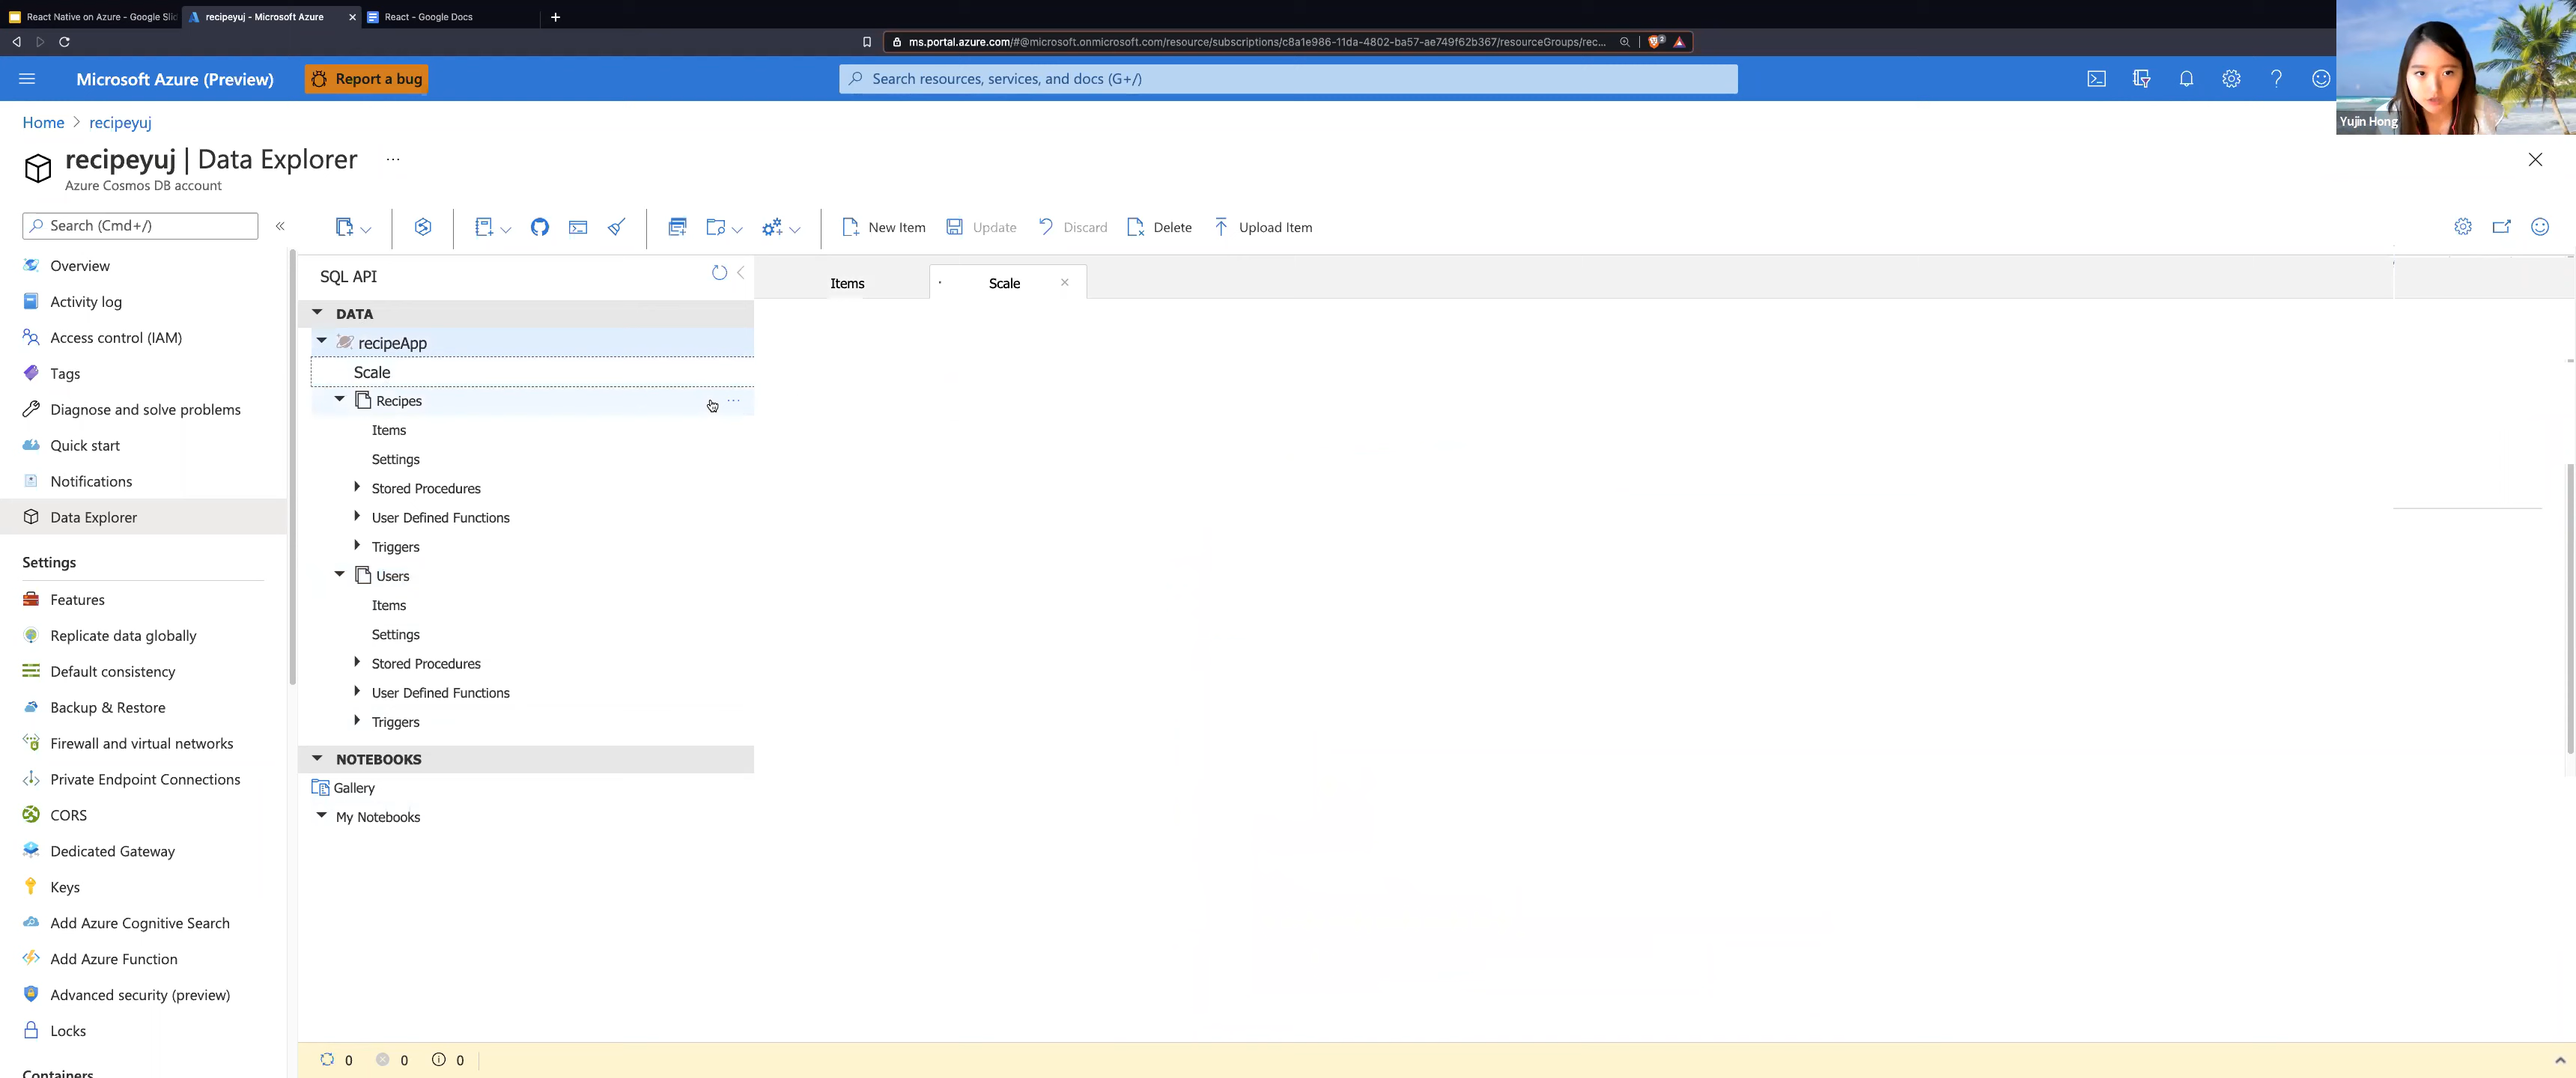 React Native on Azure - Google Slid
recipeyuj - Microsoft Azure
React - Google Docs
ms.portal.azure.com/#@microsoft.onmicrosoft.com/resource/subscriptions/c8a1e986-11da-4802-ba57-ae749f62b367/resourceGroups/rec...
Microsoft Azure (Preview)
Report a bug
Search resources, services, and docs (G+/)
Yujin Hong
Home > recipeyuj
recipeyuj | Data Explorer ...
Azure Cosmos DB account
Search (Cmd+/)
New Item
Update
Discard
Delete
Upload Item
Overview
Activity log
Access control (IAM)
Tags
Diagnose and solve problems
Quick start
Notifications
Data Explorer
Settings
Features
Replicate data globally
Default consistency
Backup & Restore
Firewall and virtual networks
Private Endpoint Connections
CORS
Dedicated Gateway
Keys
Add Azure Cognitive Search
Add Azure Function
Advanced security (preview)
Locks
Containers
SQL API
DATA
recipeApp
Scale
Recipes
Items
Settings
Stored Procedures
User Defined Functions
Triggers
Users
Items
Settings
Stored Procedures
User Defined Functions
Triggers
NOTEBOOKS
Gallery
My Notebooks
Items
Scale
0 0 0